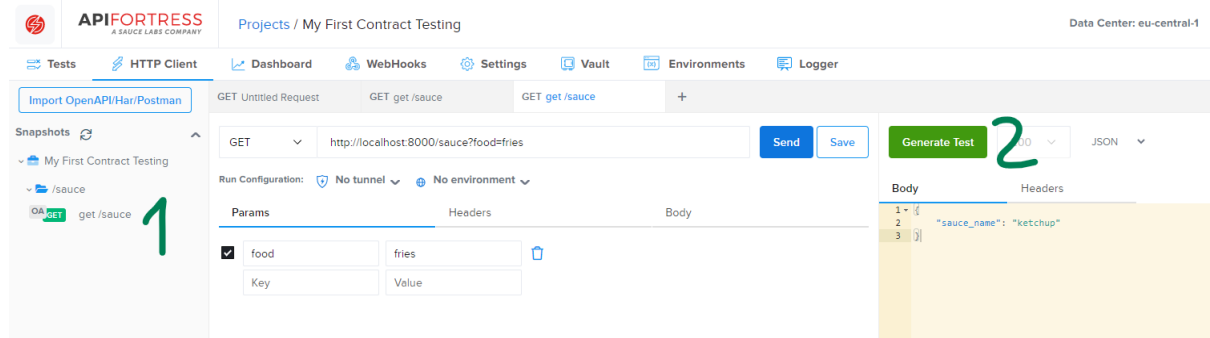 APIFORTRESS
A SAUCE LABS COMPANY
Projects / My First Contract Testing
Data Center: eu-central-1
Tests
HTTP Client
Dashboard
WebHooks
Settings
Vault
(x) Environments
Logger
Import OpenAPI/Har/Postman
GET Untitled Request
GET get /sauce
GET get /sauce
+
Snapshots
My First Contract Testing
/sauce
OA GET get /sauce
1
GET
http://localhost:8000/sauce?food=fries
Send
Save
Run Configuration:
No tunnel
No environment
Params
Headers
Body
food
fries
Key
Value
Generate Test
2
JSON
Body
Headers
1 {
2 "sauce_name": "ketchup"
3 }